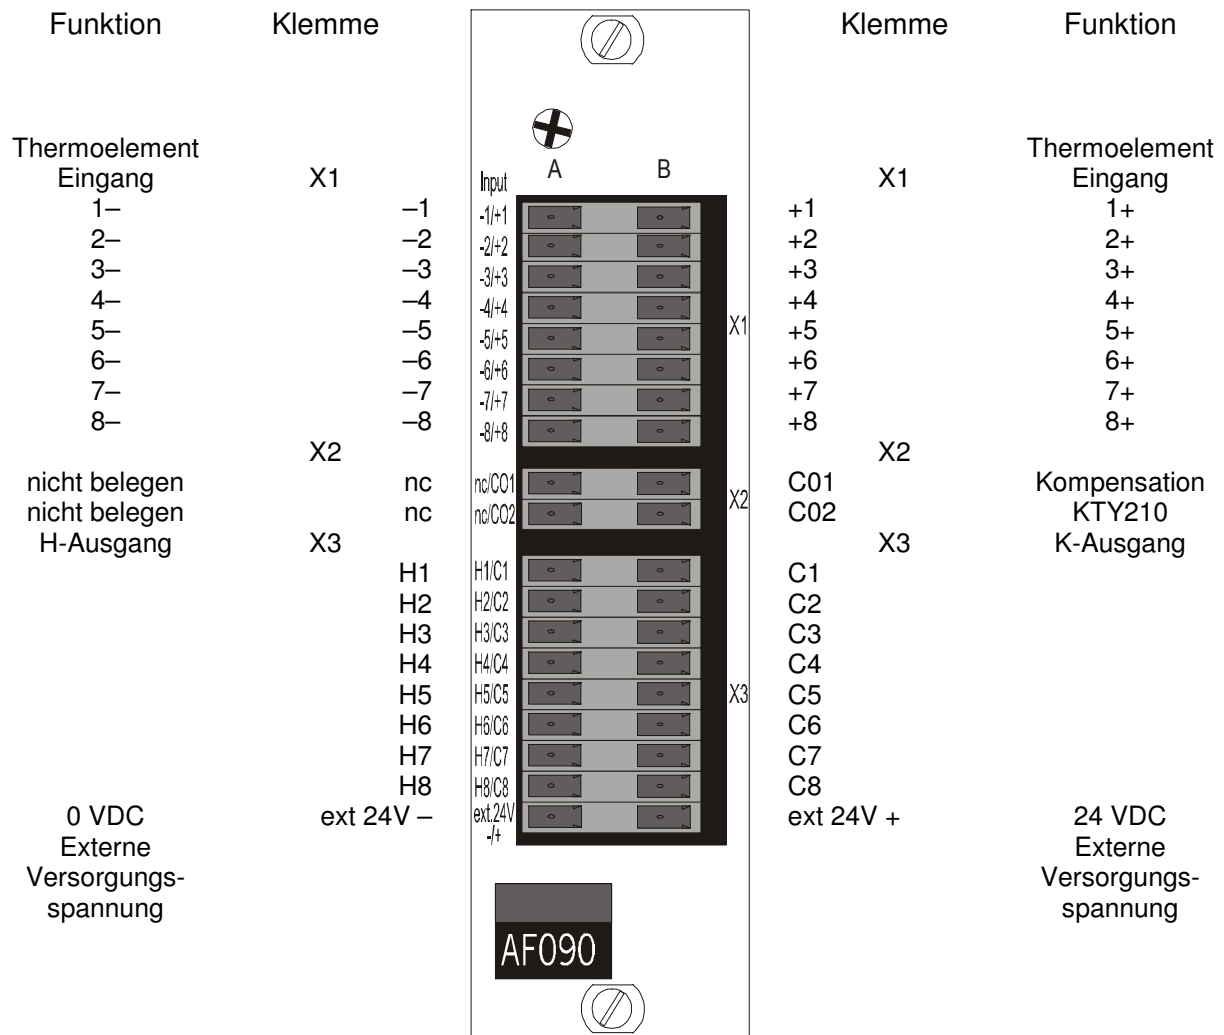 Funktion Klemme Klemme Funktion
Thermoelement Thermoelement
Eingang X1 Input A B X1 Eingang
1– –1 -1/+1 +1 1+
2– –2 -2/+2 +2 2+
3– –3 -3/+3 +3 3+
4– –4 -4/+4 +4 4+
X1
5– –5 -5/+5 +5 5+
6– –6 -6/+6 +6 6+
7– –7 -7/+7 +7 7+
8– –8 -8/+8 +8 8+
X2 X2
nicht belegen nc nc/CO1 C01 Kompensation
X2
nicht belegen nc nc/CO2 C02 KTY210
H-Ausgang X3 X3 K-Ausgang
H1 H1/C1 C1
H2 H2/C2 C2
H3 H3/C3 C3
H4 H4/C4 C4
H5 H5/C5 X3 C5
H6 H6/C6 C6
H7 H7/C7 C7
H8 H8/C8 C8
0 VDC ext 24V – ext.24V ext 24V + 24 VDC
-/+
Externe Externe
Versorgungs- Versorgungs-
spannung spannung
AF090